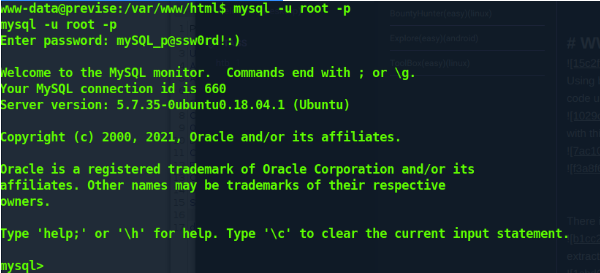 www-data@previse:/var/www/html$ mysql -u root -p
mysql -u root -p
Enter password: mySQL_p@ssw0rd!:)
Welcome to the MySQL monitor.  Commands end with ; or \g.
Your MySQL connection id is 660
Server version: 5.7.35-0ubuntu0.18.04.1 (Ubuntu)
Copyright (c) 2000, 2021, Oracle and/or its affiliates.
Oracle is a registered trademark of Oracle Corporation and/or its
affiliates. Other names may be trademarks of their respective
owners.
Type 'help;' or '\h' for help. Type '\c' to clear the current input statement.
mysql>